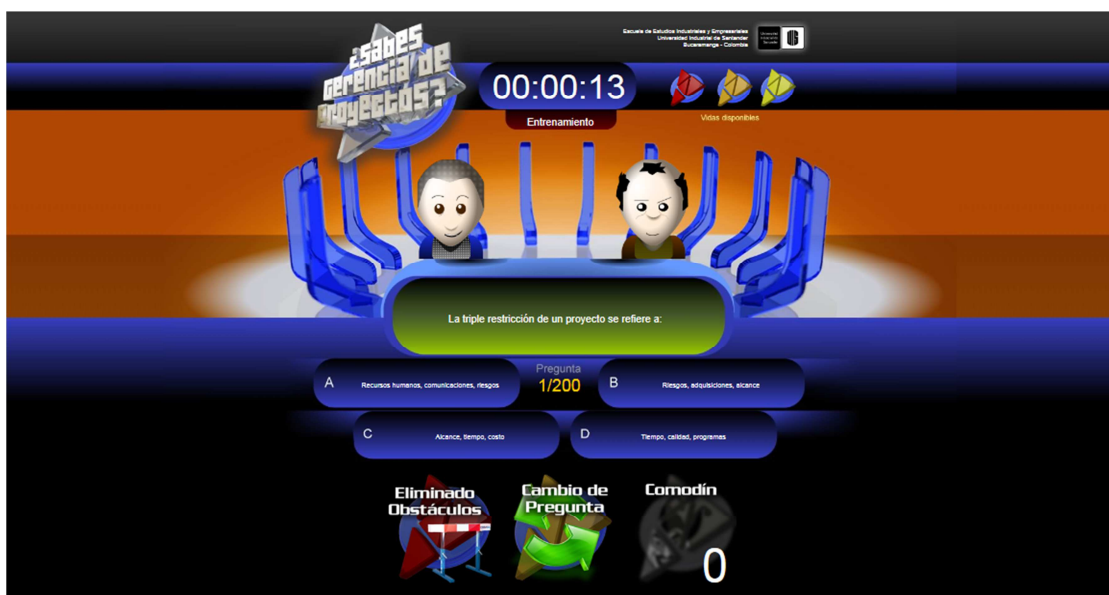 ¿Sabes
Gerencia de
Proyectos?
Escuela de Estudios Industriales y Empresariales
Universidad Industrial de Santander
Bucaramanga - Colombia
00:00:13
Entrenamiento
Vidas disponibles
La triple restricción de un proyecto se refiere a:
Pregunta
1/200
A Recursos humanos, comunicaciones, riesgos
B Riesgos, adquisiciones, alcance
C Alcance, tiempo, costo
D Tiempo, calidad, programas
Eliminado
Obstáculos
Cambio de
Pregunta
Comodín
0